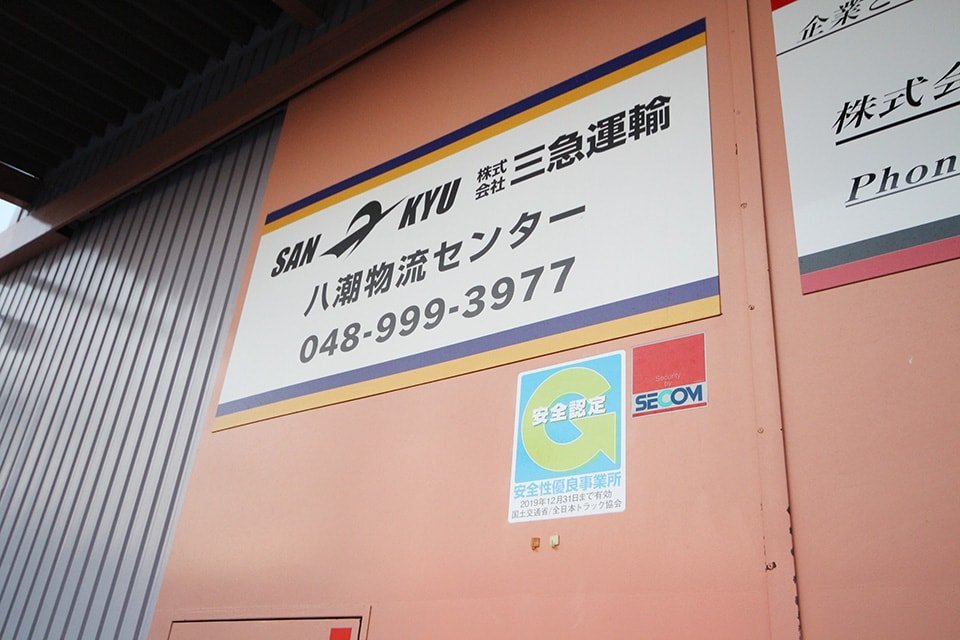 SAN KYU 株式会社 三急運輸
八潮物流センター
048-999-3977
安全認定
安全性優良事業所
2019年12月31日まで有効
国土交通省/全日本トラック協会
Security
by
SECOM
企業と
株式会
Phon